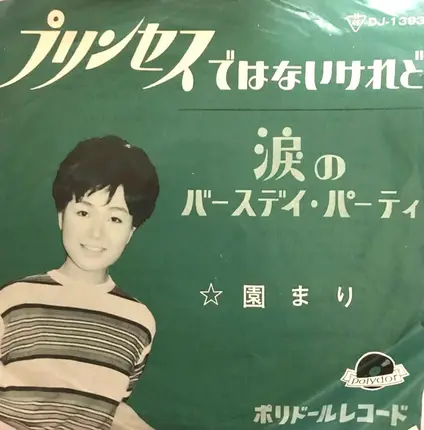 DJ-1393
プリンセスではないけれど
涙の
バースデイ・パーティ
☆園まり
polydor
ポリドールレコード